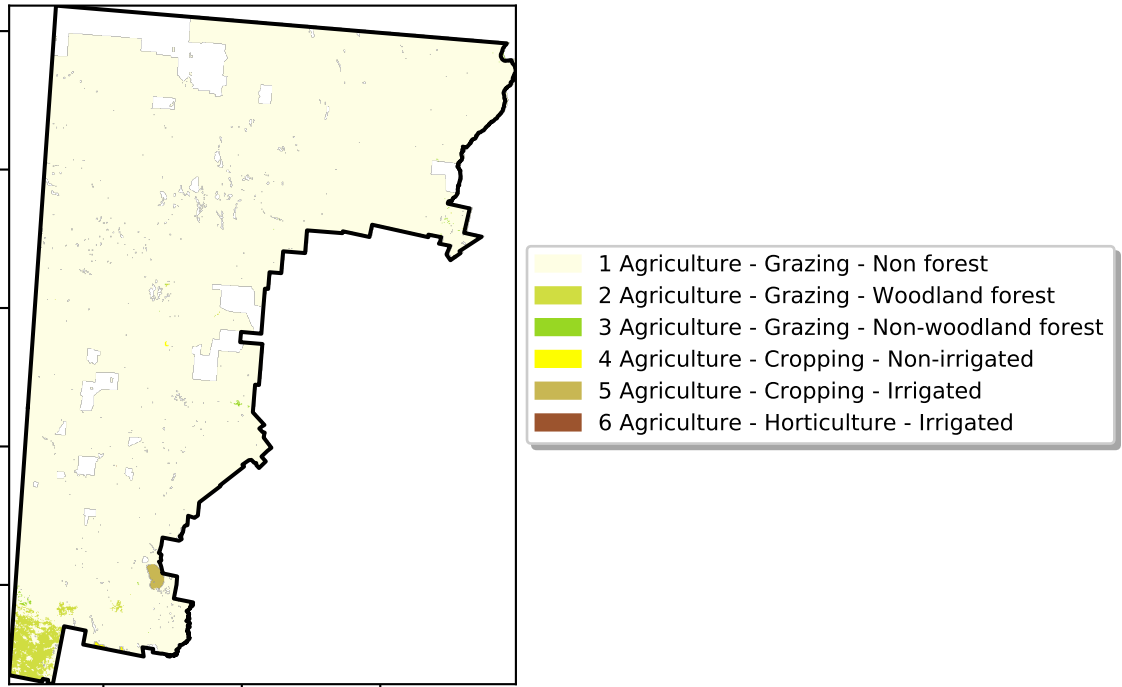 1 Agriculture - Grazing - Non forest
2 Agriculture - Grazing - Woodland forest
3 Agriculture - Grazing - Non-woodland forest
4 Agriculture - Cropping - Non-irrigated
5 Agriculture - Cropping - Irrigated
6 Agriculture - Horticulture - Irrigated